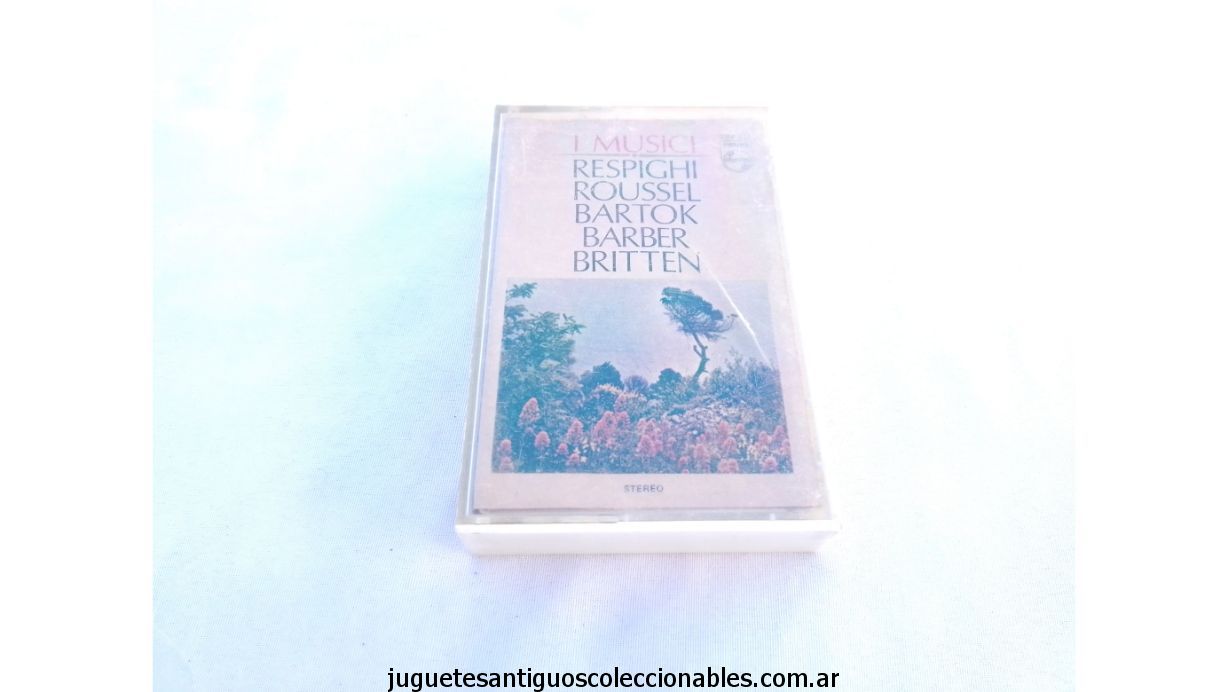 I MUSICI
RESPIGHI
ROUSSEL
BARTOK
BARBER
BRITTEN
STEREO
juguetesantiguoscoleccionables.com.ar